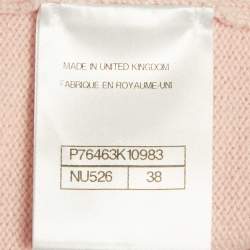 MADE IN UNITED KINGDOM
FABRIQUE EN ROYAUME-UNI
P76463K10983
NU526 38